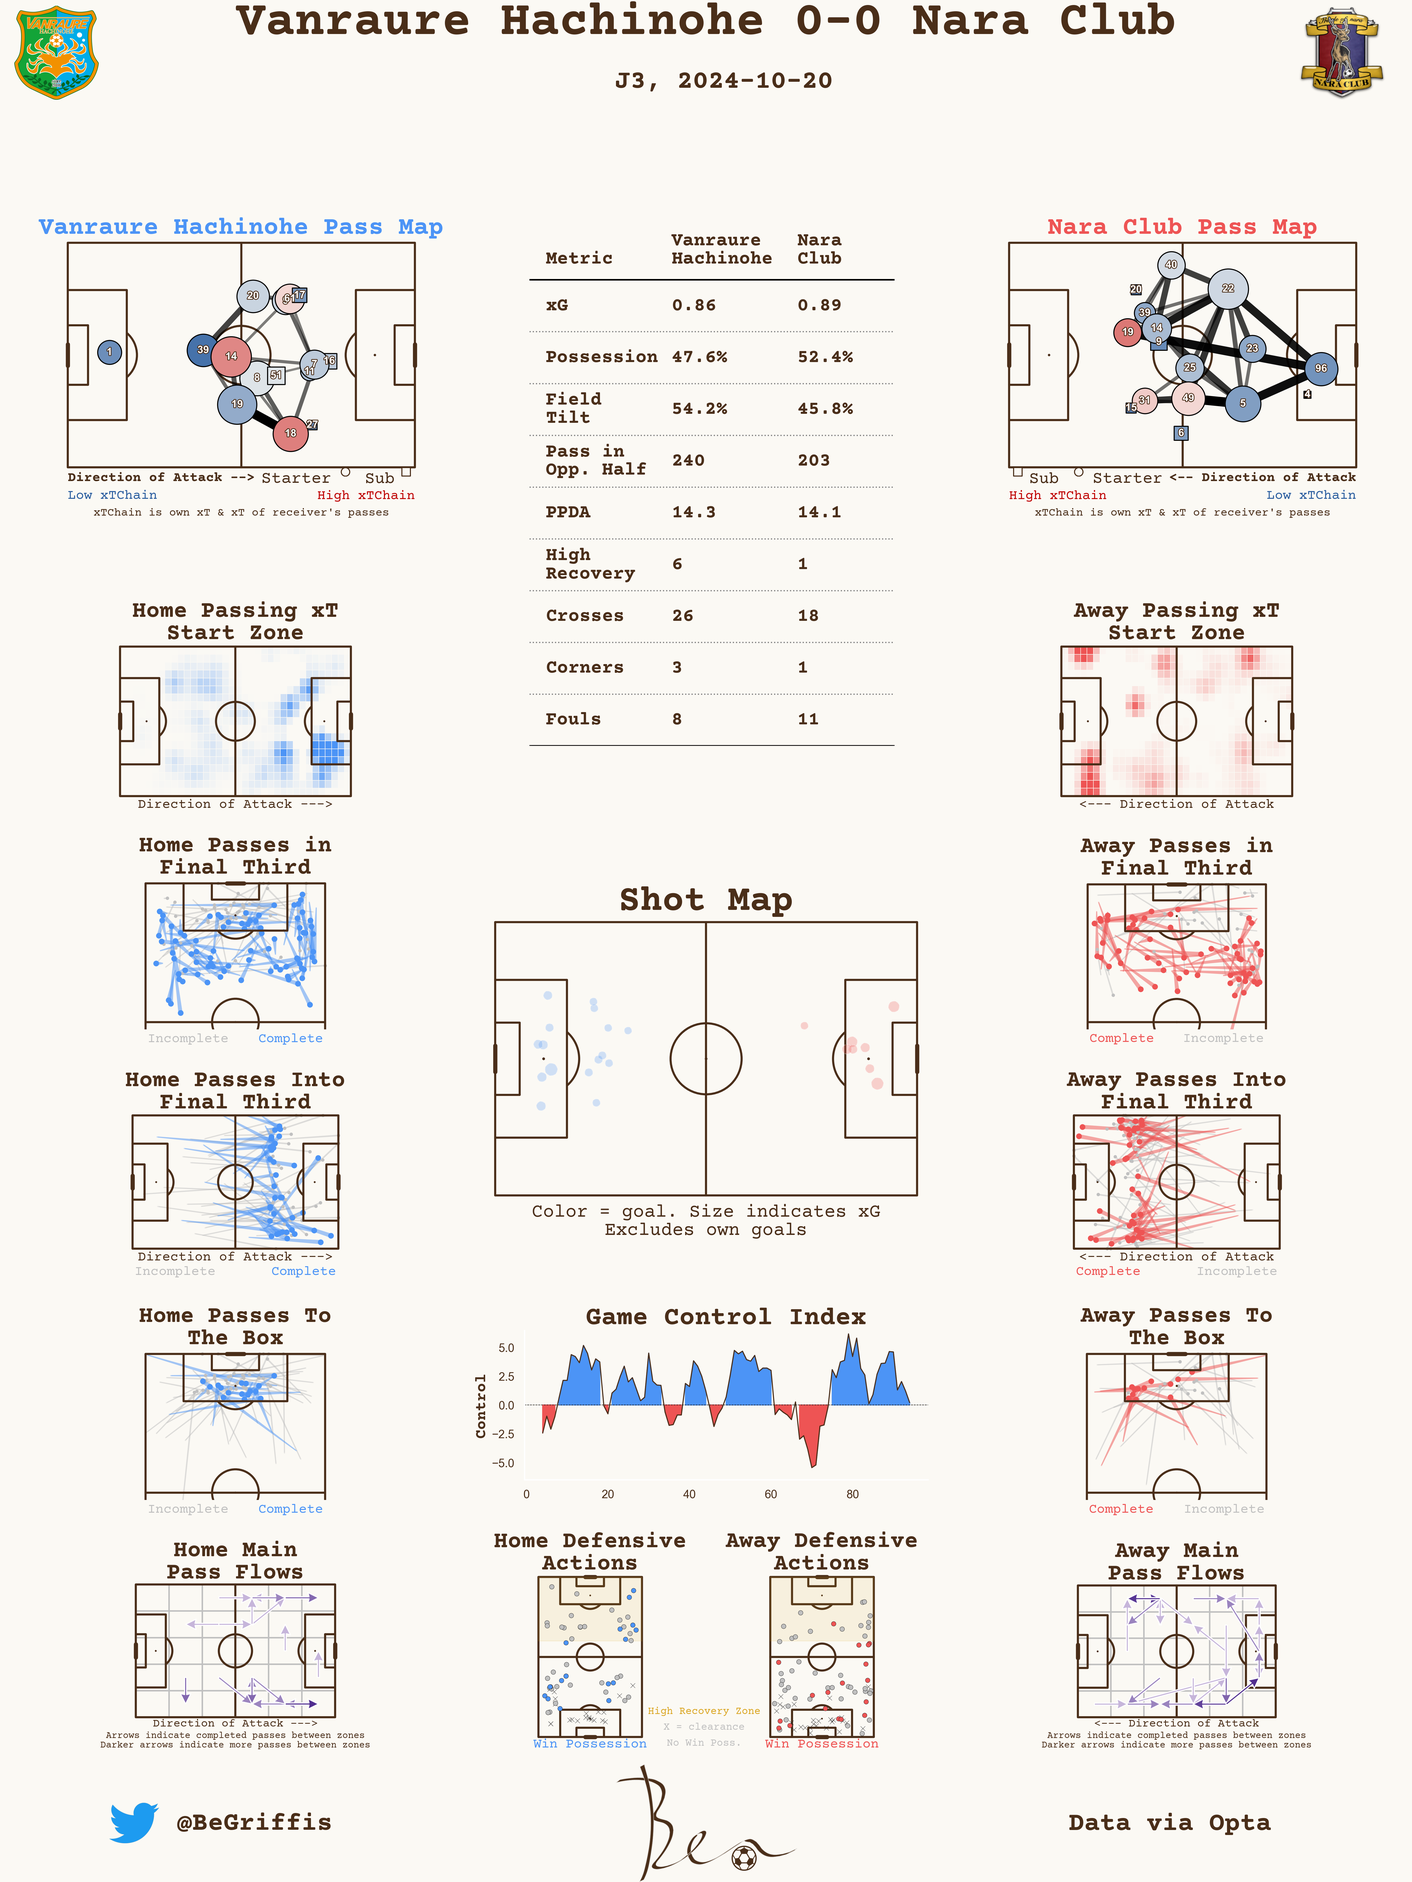 Vanraure Hachinohe 0-0 Nara Club
J3, 2024-10-20
VANRAURE
HACHINOHE
NARA CLUB
Vanraure Hachinohe Pass Map
20
17
1
39
14
16
7
11
8
51
19
18
27
Direction of Attack --> Starter Sub
Low xTChain High xTChain
xTChain is own xT & xT of receiver's passes
Metric Vanraure Hachinohe Nara Club
xG 0.86 0.89
Possession 47.6% 52.4%
Field Tilt 54.2% 45.8%
Pass in Opp. Half 240 203
PPDA 14.3 14.1
High Recovery 6 1
Crosses 26 18
Corners 3 1
Fouls 8 11
Nara Club Pass Map
40
20
22
39
19
14
9
23
25
96
4
15
31
49
5
6
Sub Starter <-- Direction of Attack
High xTChain Low xTChain
xTChain is own xT & xT of receiver's passes
Home Passing xT
Start Zone
Direction of Attack --->
Away Passing xT
Start Zone
<--- Direction of Attack
Home Passes in
Final Third
Incomplete Complete
Away Passes in
Final Third
Complete Incomplete
Shot Map
Color = goal. Size indicates xG
Excludes own goals
Home Passes Into
Final Third
Direction of Attack --->
Incomplete Complete
Away Passes Into
Final Third
<--- Direction of Attack
Complete Incomplete
Home Passes To
The Box
Incomplete Complete
Game Control Index
Control
5.0
2.5
0.0
−2.5
−5.0
0 20 40 60 80
Away Passes To
The Box
Complete Incomplete
Home Main
Pass Flows
Direction of Attack --->
Arrows indicate completed passes between zones
Darker arrows indicate more passes between zones
Home Defensive
Actions
Win Possession
Away Defensive
Actions
Win Possession
High Recovery Zone
X = clearance
No Win Poss.
Away Main
Pass Flows
<--- Direction of Attack
Arrows indicate completed passes between zones
Darker arrows indicate more passes between zones
@BeGriffis
Ben
Data via Opta